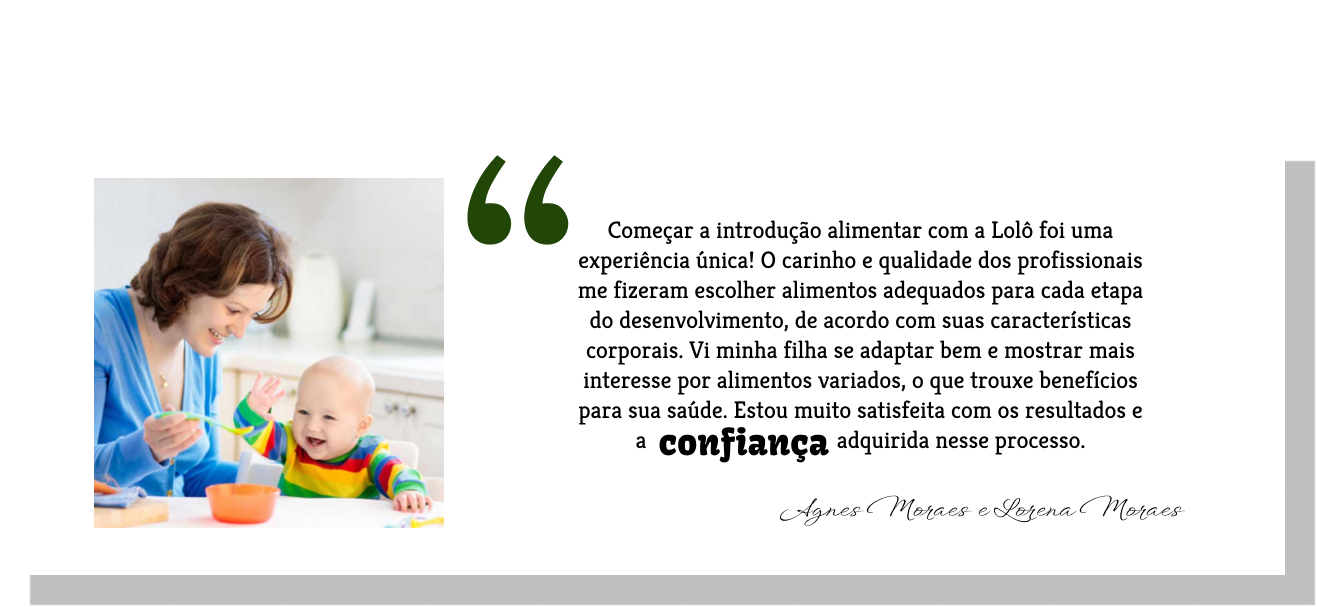 “
Começar a introdução alimentar com a Lolô foi uma
experiência única! O carinho e qualidade dos profissionais
me fizeram escolher alimentos adequados para cada etapa
do desenvolvimento, de acordo com suas características
corporais. Vi minha filha se adaptar bem e mostrar mais
interesse por alimentos variados, o que trouxe benefícios
para sua saúde. Estou muito satisfeita com os resultados e
a confiança adquirida nesse processo.
Agnes Moraes e Lorena Moraes